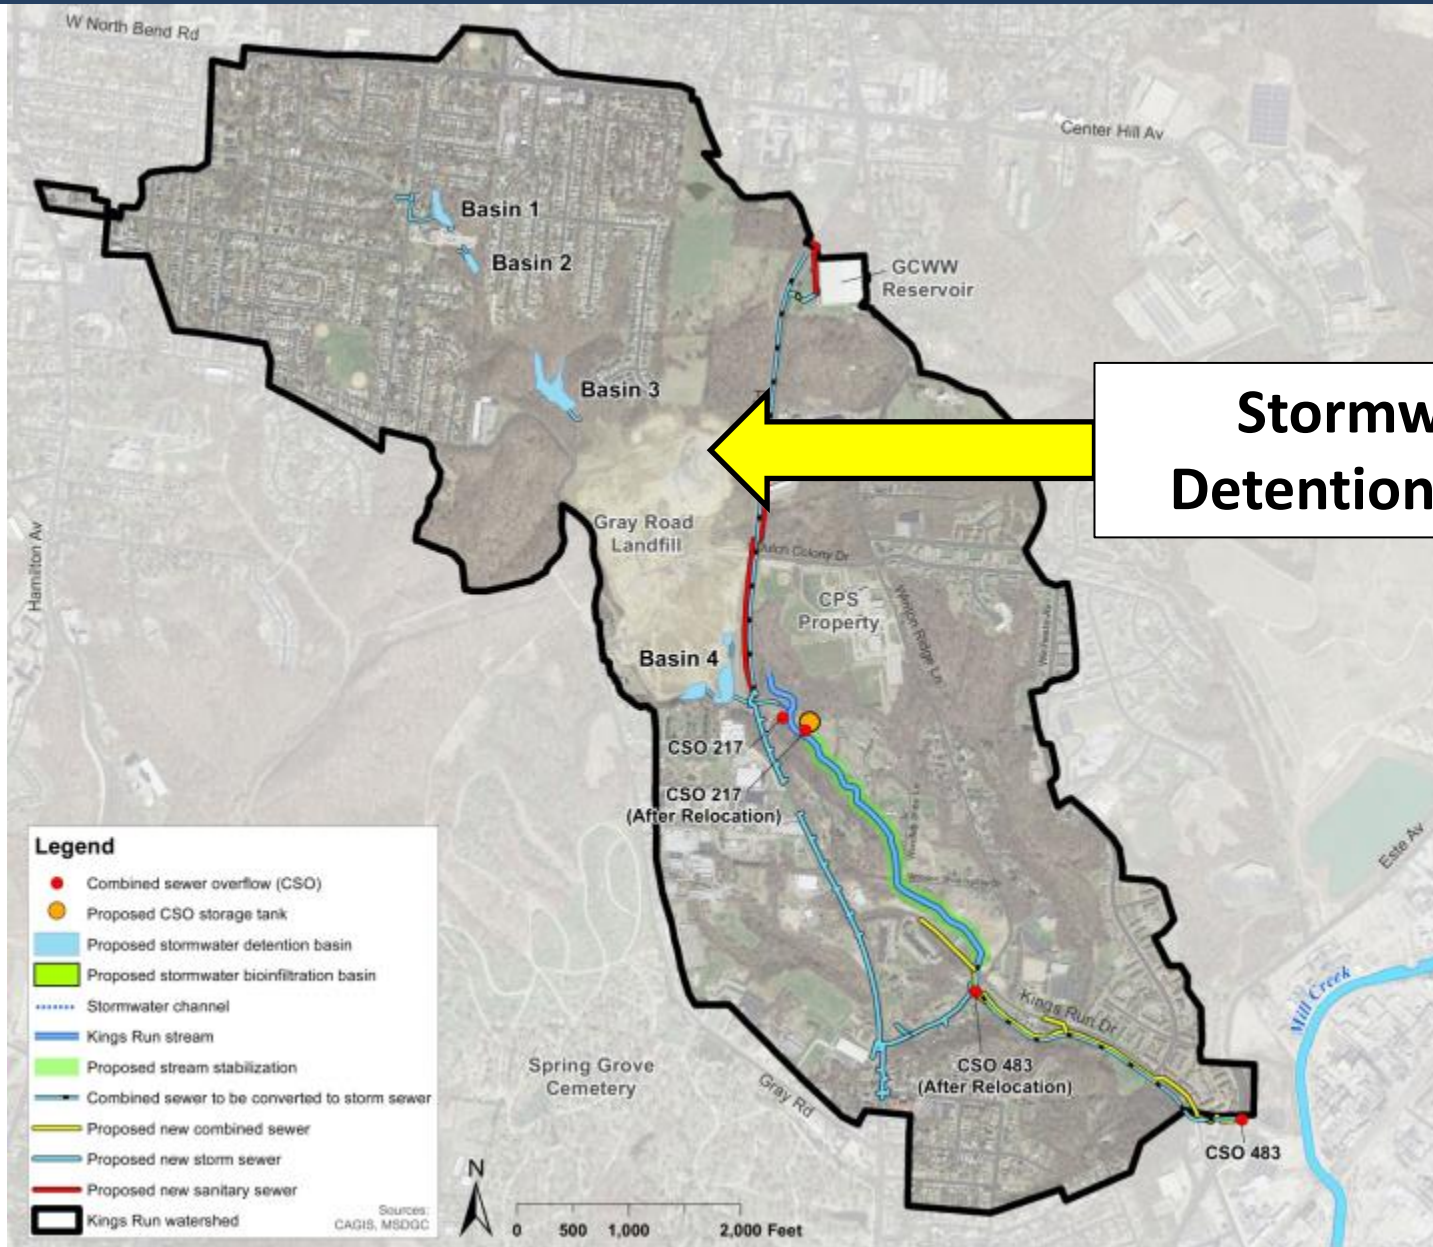 W North Bend Rd
Center Hill Av
Basin 1
Basin 2
GCWW
Reservoir
Basin 3
Stormw
Detention
Hamilton Av
Gray Road
Landfill
Dutch Colony Dr
CPS
Property
Winton Ridge Ln
Winneste Av
Basin 4
CSO 217
CSO 217
(After Relocation)
Este Av
Mill Creek
Kings Run Dr
CSO 483
(After Relocation)
Spring Grove
Cemetery
Gray Rd
CSO 483
Legend
Combined sewer overflow (CSO)
Proposed CSO storage tank
Proposed stormwater detention basin
Proposed stormwater bioinfiltration basin
Stormwater channel
Kings Run stream
Proposed stream stabilization
Combined sewer to be converted to storm sewer
Proposed new combined sewer
Proposed new storm sewer
Proposed new sanitary sewer
Kings Run watershed
Sources:
CAGIS, MSDGC
N
0 500 1,000 2,000 Feet